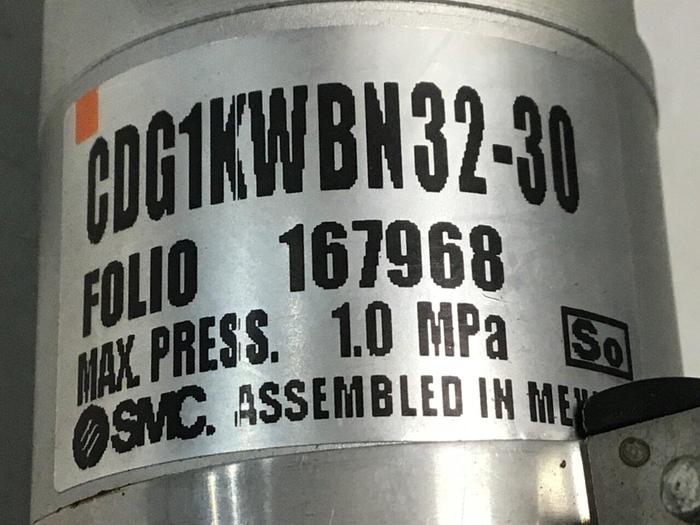 CDG1KWBN32-30
FOLIO 167968
MAX. PRESS. 1.0 MPa So
SMC. ASSEMBLED IN